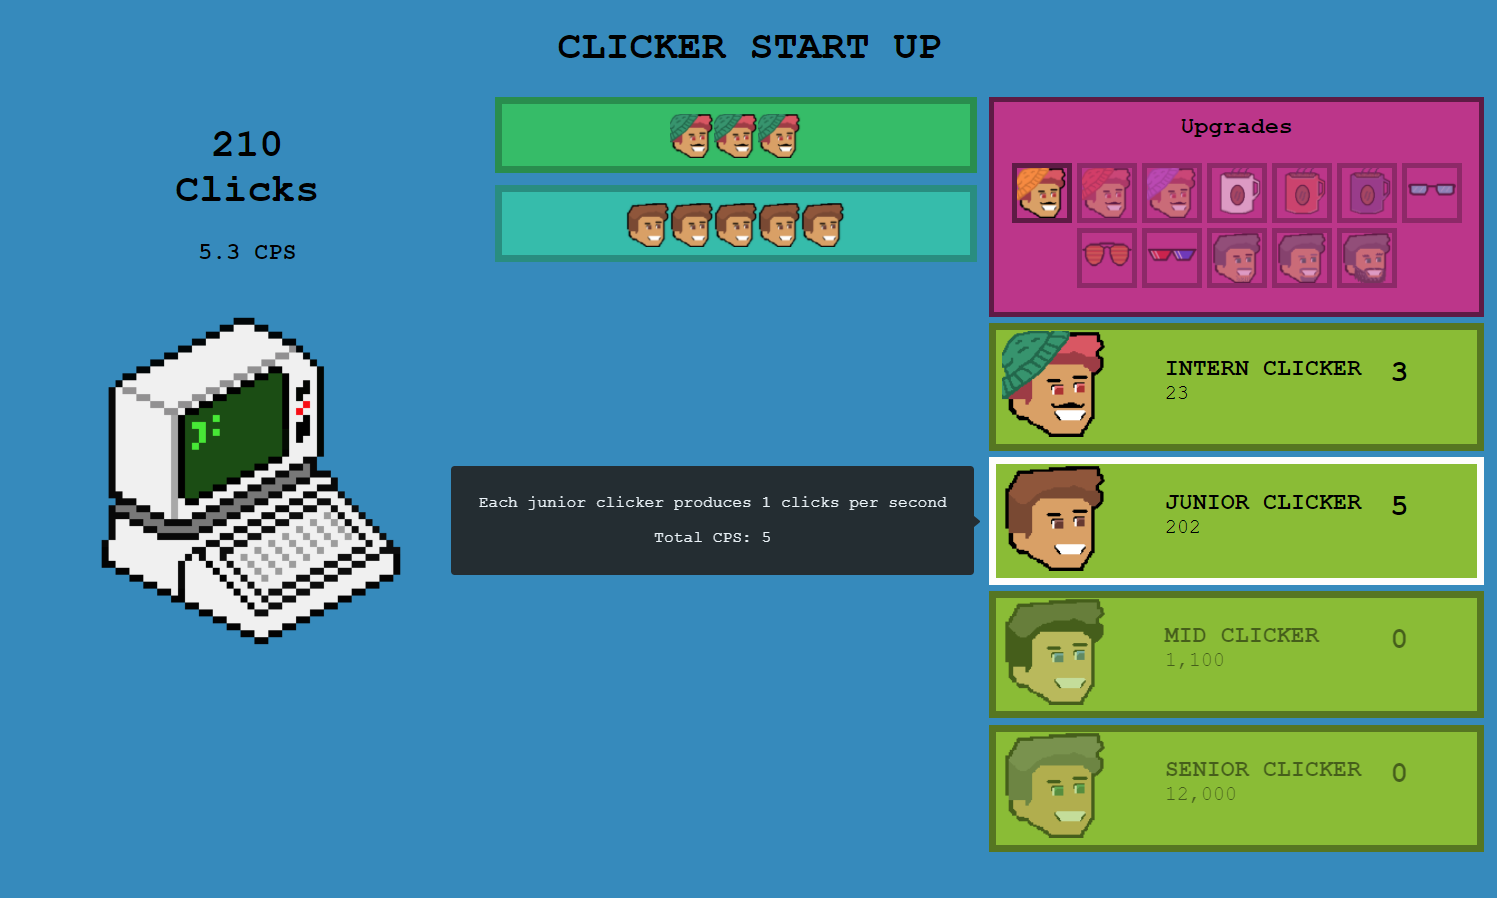 CLICKER START UP
210
Clicks
5.3 CPS
Upgrades
INTERN CLICKER 3
23
Each junior clicker produces 1 clicks per second
Total CPS: 5
JUNIOR CLICKER 5
202
MID CLICKER 0
1,100
SENIOR CLICKER 0
12,000